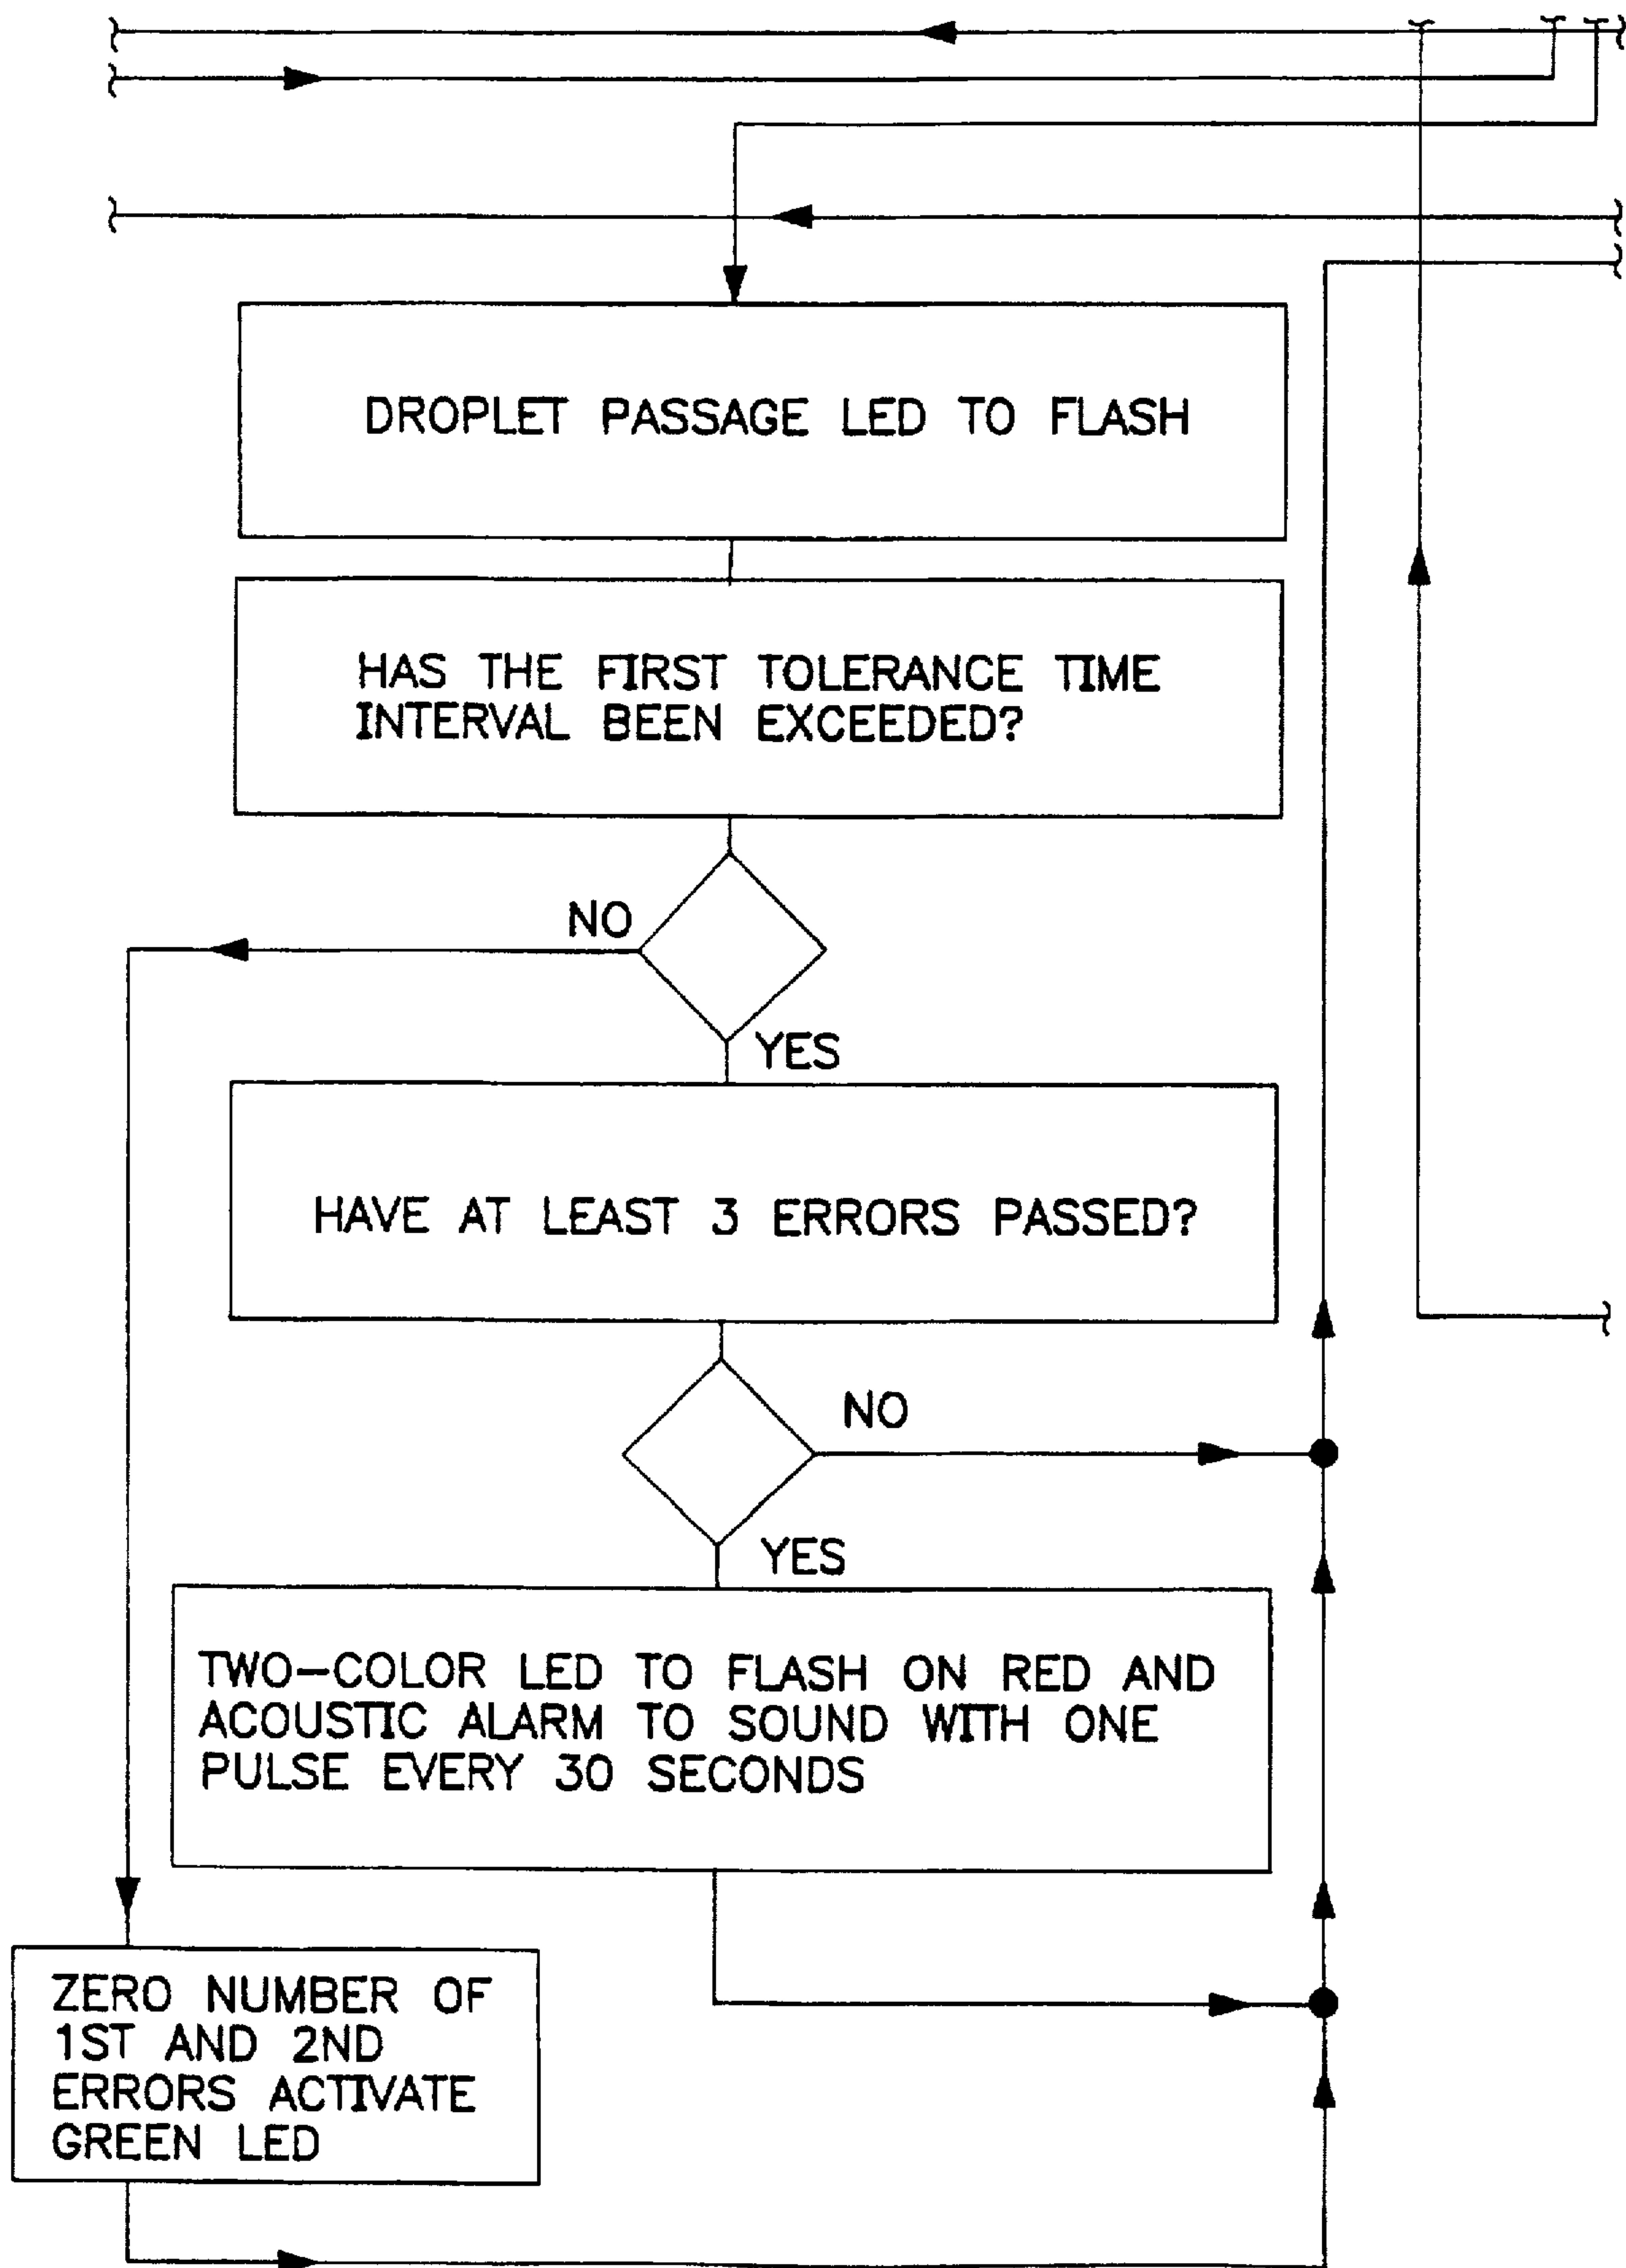 DROPLET PASSAGE LED TO FLASH
HAS THE FIRST TOLERANCE TIME
INTERVAL BEEN EXCEEDED?
NO
YES
HAVE AT LEAST 3 ERRORS PASSED?
NO
YES
TWO-COLOR LED TO FLASH ON RED AND
ACOUSTIC ALARM TO SOUND WITH ONE
PULSE EVERY 30 SECONDS
ZERO NUMBER OF
1ST AND 2ND
ERRORS ACTIVATE
GREEN LED